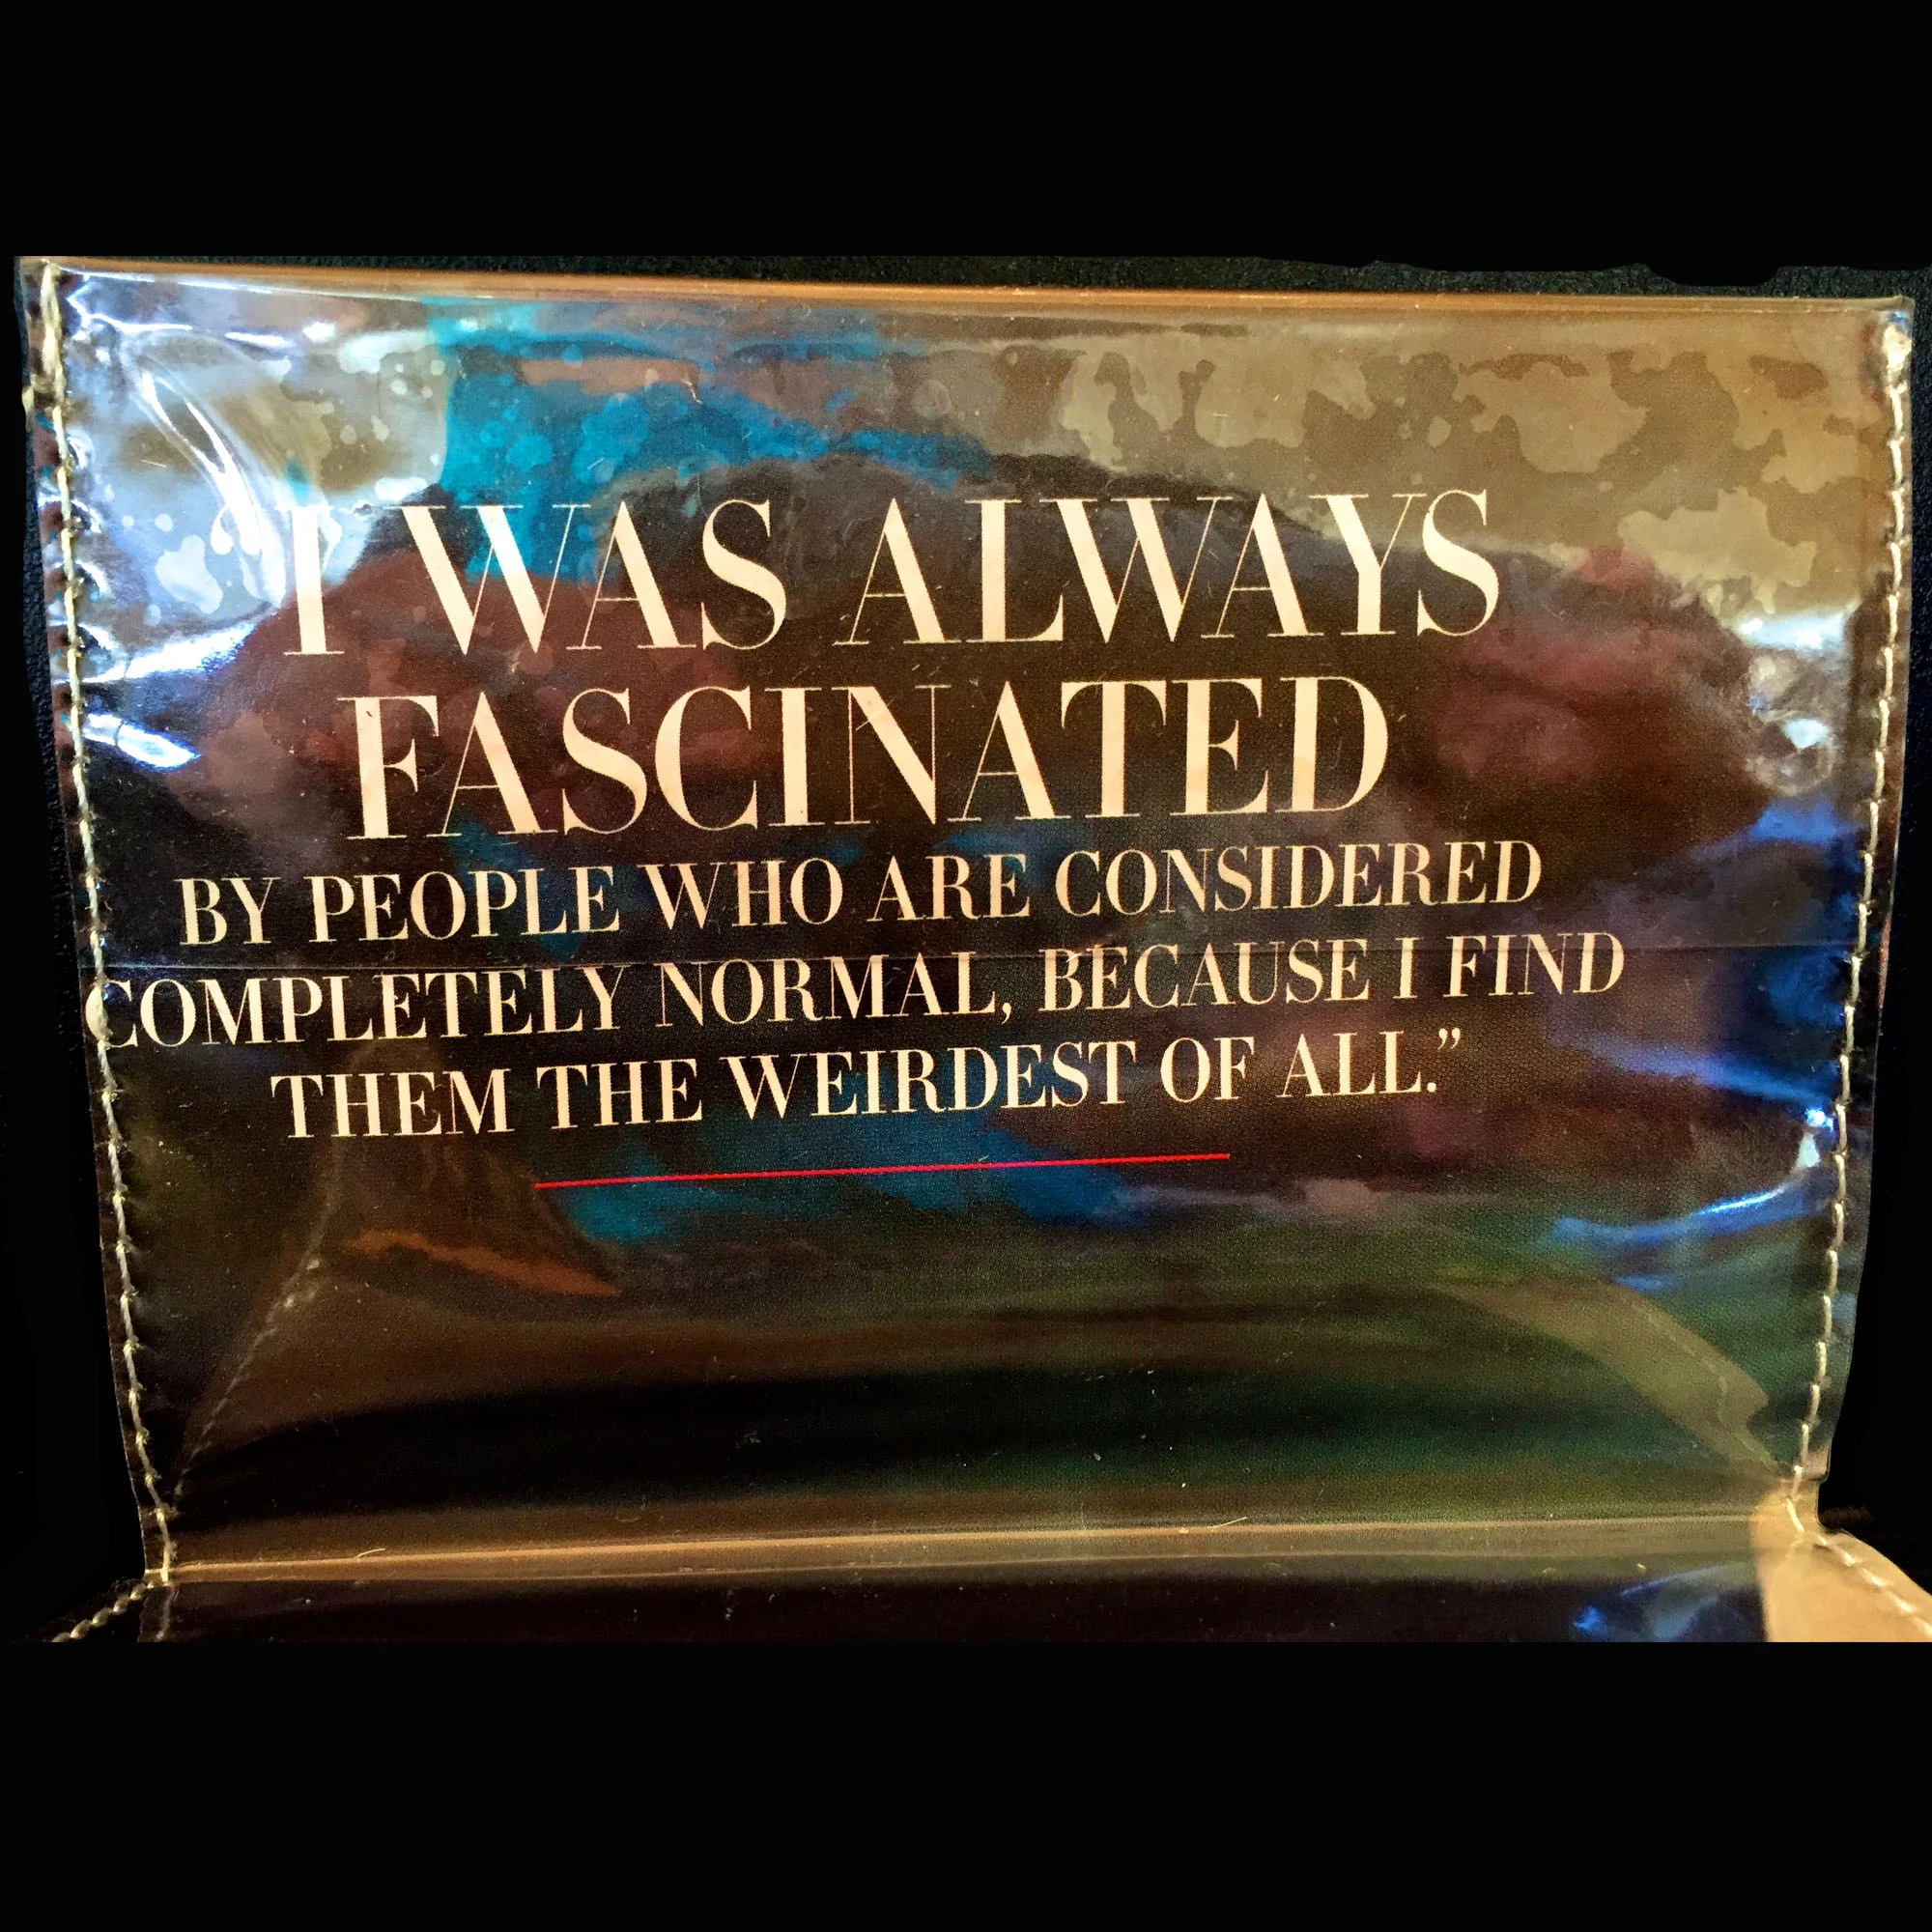 “I WAS ALWAYS
FASCINATED
BY PEOPLE WHO ARE CONSIDERED
COMPLETELY NORMAL, BECAUSE I FIND
THEM THE WEIRDEST OF ALL.”